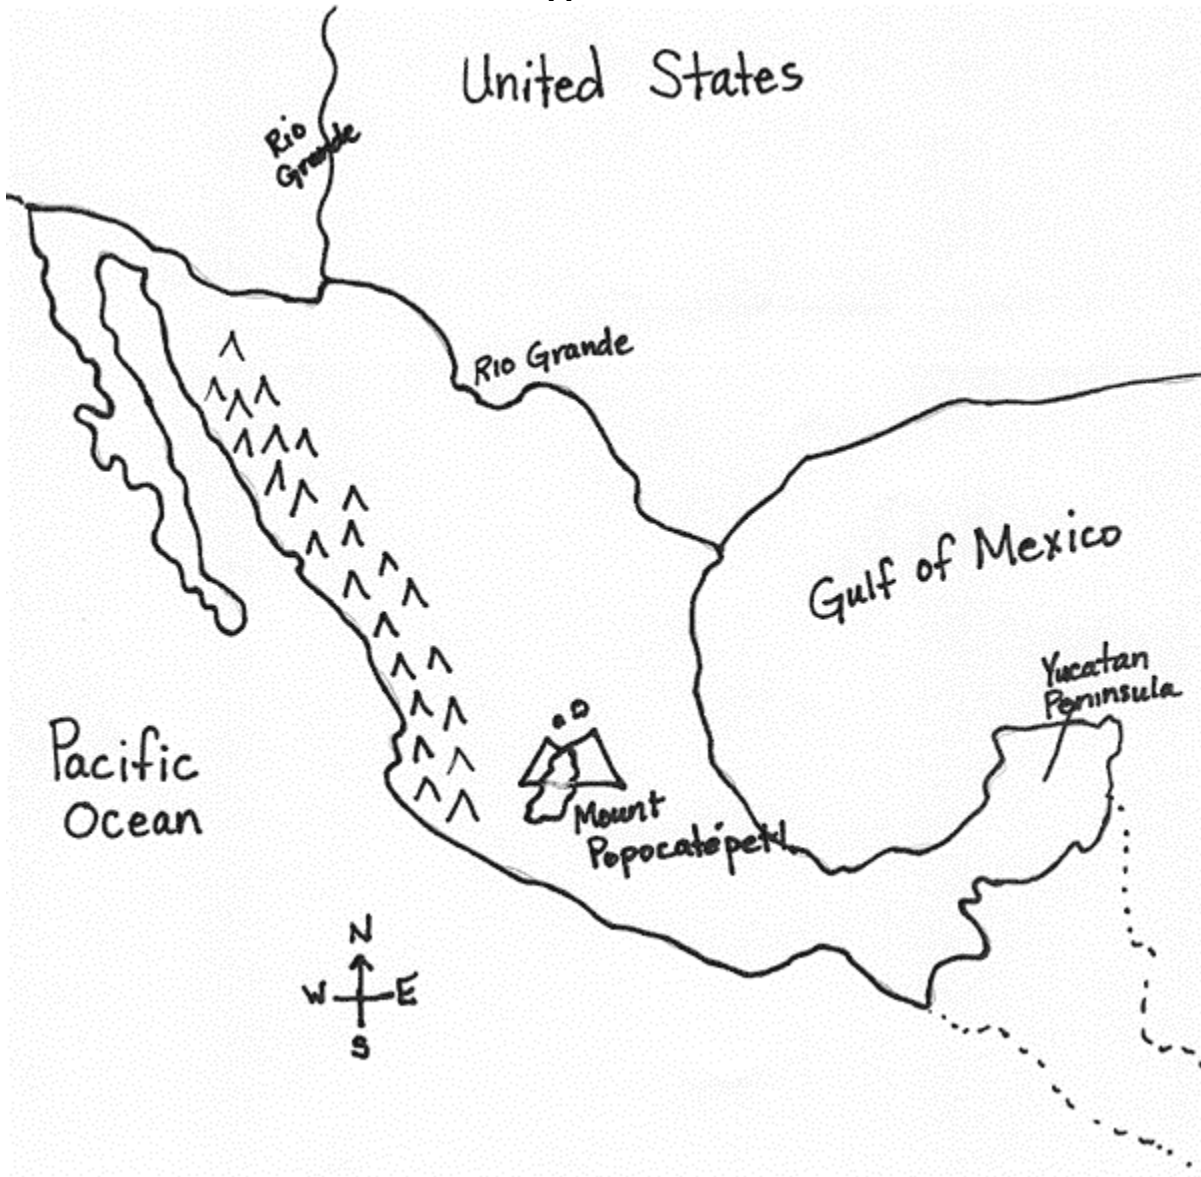 United States
Rio
Grande
Rio Grande
Gulf of Mexico
Yucatan
Peninsula
Pacific
Ocean
Mount
Popocatépetl
N
W E
S